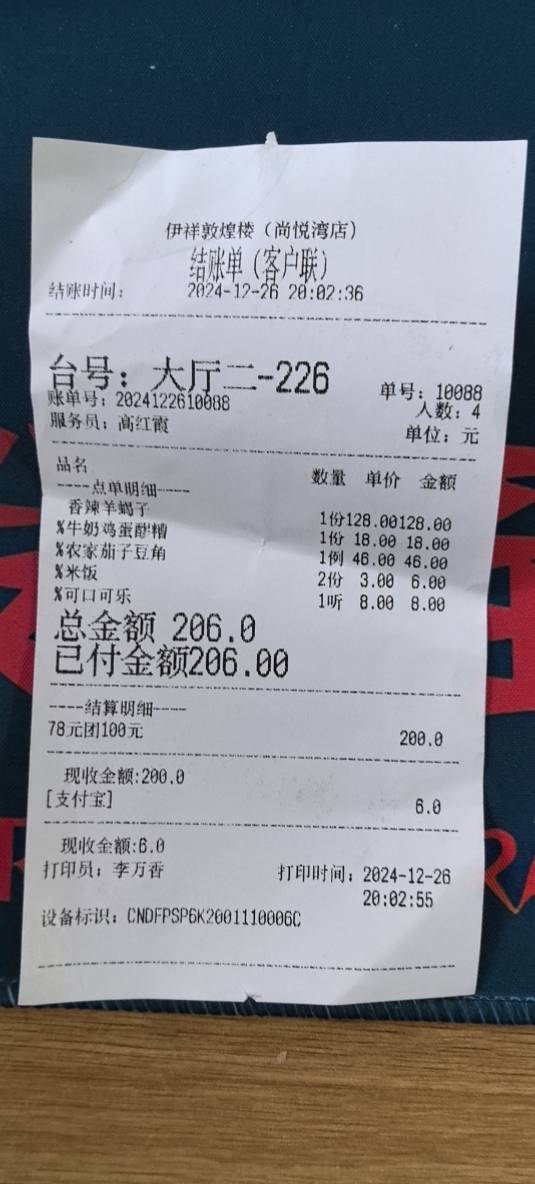 伊祥敦煌楼（尚悦湾店）
结账单（客户联）
结账时间： 2024-12-26 20:02:36
台号：大厅二-226 单号：10088
账单号：2024122610088 人数：4
服务员：高红霞 单位：元
品名 数量 单价 金额
----点单明细----
香辣羊蝎子 1份128.00128.00
%牛奶鸡蛋醪糟 1份 18.00 18.00
%农家茄子豆角 1例 46.00 46.00
%米饭 2份 3.00 6.00
%可口可乐 1听 8.00 8.00
总金额 206.0
已付金额206.00
----结算明细----
78元团100元 200.0
现收金额:200.0
[支付宝] 6.0
现收金额:6.0
打印员：李万香 打印时间：2024-12-26
20:02:55
设备标识：CNDFPSP6K2001110006C